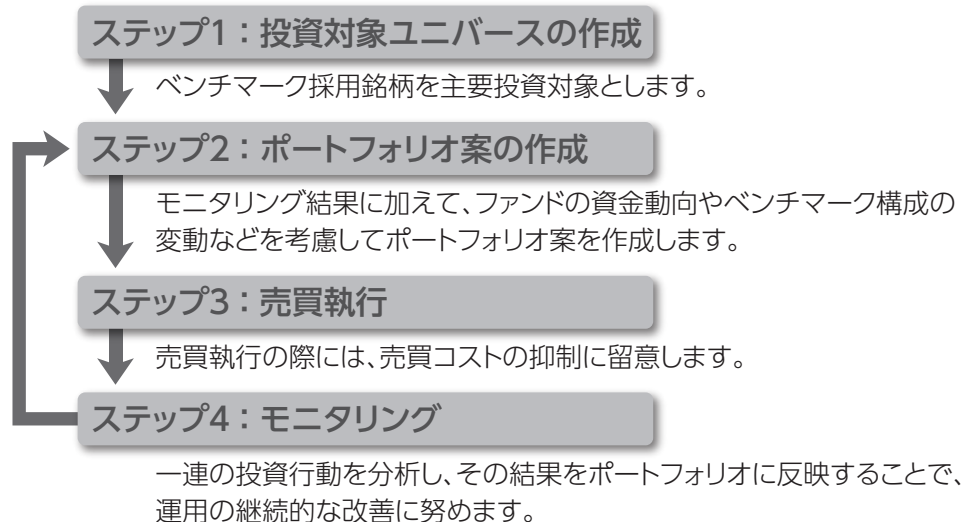 ステップ1：投資対象ユニバースの作成
ベンチマーク採用銘柄を主要投資対象とします。
ステップ2：ポートフォリオ案の作成
モニタリング結果に加えて、ファンドの資金動向やベンチマーク構成の
変動などを考慮してポートフォリオ案を作成します。
ステップ3：売買執行
売買執行の際には、売買コストの抑制に留意します。
ステップ4：モニタリング
一連の投資行動を分析し、その結果をポートフォリオに反映することで、
運用の継続的な改善に努めます。